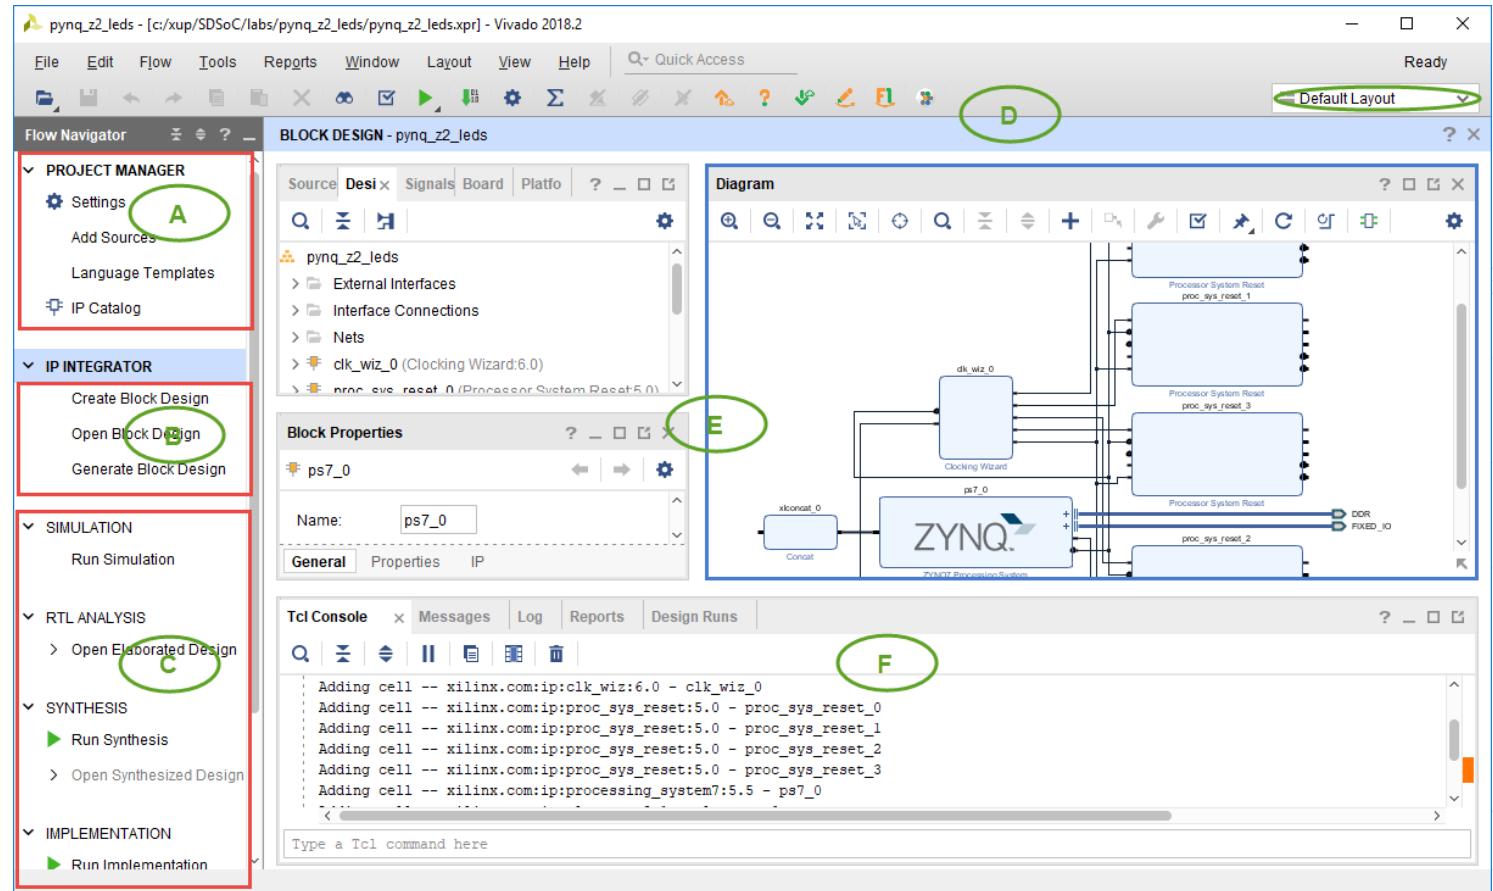 pynq_z2_leds - [c:/xup/SDSoC/labs/pynq_z2_leds/pynq_z2_leds.xpr] - Vivado 2018.2
File Edit Flow Tools Reports Window Layout View Help Quick Access Ready
Default Layout
D
Flow Navigator
PROJECT MANAGER
Settings
A
Add Sources
Language Templates
IP Catalog
IP INTEGRATOR
Create Block Design
Open Block Design
B
Generate Block Design
SIMULATION
Run Simulation
RTL ANALYSIS
Open Elaborated Design
C
SYNTHESIS
Run Synthesis
Open Synthesized Design
IMPLEMENTATION
Run Implementation
BLOCK DESIGN - pynq_z2_leds
Source Desi Signals Board Platfo
pynq_z2_leds
External Interfaces
Interface Connections
Nets
clk_wiz_0 (Clocking Wizard:6.0)
proc_sys_reset_0 (Processor System Reset:5.0)
Block Properties
E
ps7_0
Name: ps7_0
General Properties IP
Diagram
Processor System Reset
proc_sys_reset_1
Processor System Reset
proc_sys_reset_3
clk_wiz_0
Clocking Wizard
Processor System Reset
ps7_0
xlconcat_0
Concat
ZYNQ
ZYNQ7 Processing System
DDR
FIXED_IO
proc_sys_reset_2
Tcl Console Messages Log Reports Design Runs
F
Adding cell -- xilinx.com:ip:clk_wiz:6.0 - clk_wiz_0
Adding cell -- xilinx.com:ip:proc_sys_reset:5.0 - proc_sys_reset_0
Adding cell -- xilinx.com:ip:proc_sys_reset:5.0 - proc_sys_reset_1
Adding cell -- xilinx.com:ip:proc_sys_reset:5.0 - proc_sys_reset_2
Adding cell -- xilinx.com:ip:proc_sys_reset:5.0 - proc_sys_reset_3
Adding cell -- xilinx.com:ip:processing_system7:5.5 - ps7_0
Type a Tcl command here